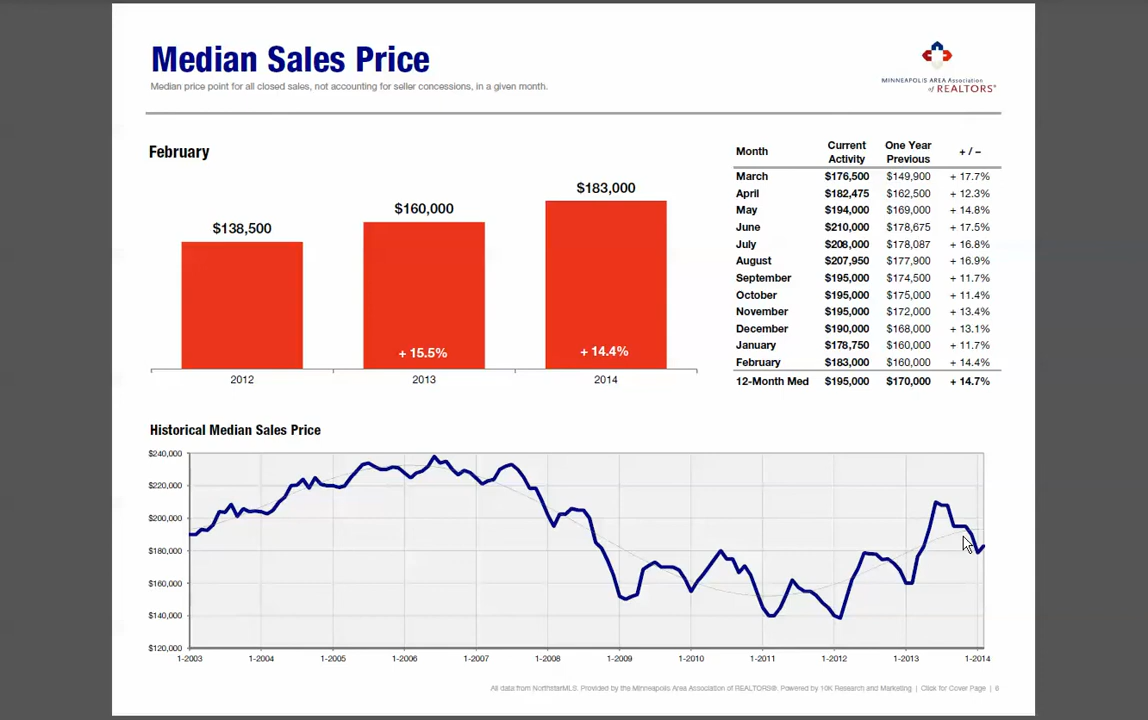 Median Sales Price
Median price point for all closed sales, not accounting for seller concessions, in a given month.
MINNEAPOLIS AREA Association
of REALTORS®
February
$138,500
$160,000
$183,000
+ 15.5%
+ 14.4%
2012 2013 2014
Month Current Activity One Year Previous + / –
March $176,500 $149,900 + 17.7%
April $182,475 $162,500 + 12.3%
May $194,000 $169,000 + 14.8%
June $210,000 $178,675 + 17.5%
July $208,000 $178,087 + 16.8%
August $207,950 $177,900 + 16.9%
September $195,000 $174,500 + 11.7%
October $195,000 $175,000 + 11.4%
November $195,000 $172,000 + 13.4%
December $190,000 $168,000 + 13.1%
January $178,750 $160,000 + 11.7%
February $183,000 $160,000 + 14.4%
12-Month Med $195,000 $170,000 + 14.7%
Historical Median Sales Price
$240,000
$220,000
$200,000
$180,000
$160,000
$140,000
$120,000
1-2003 1-2004 1-2005 1-2006 1-2007 1-2008 1-2009 1-2010 1-2011 1-2012 1-2013 1-2014
All data from NorthstarMLS. Provided by the Minneapolis Area Association of REALTORS®. Powered by 10K Research and Marketing | Click for Cover Page | 6